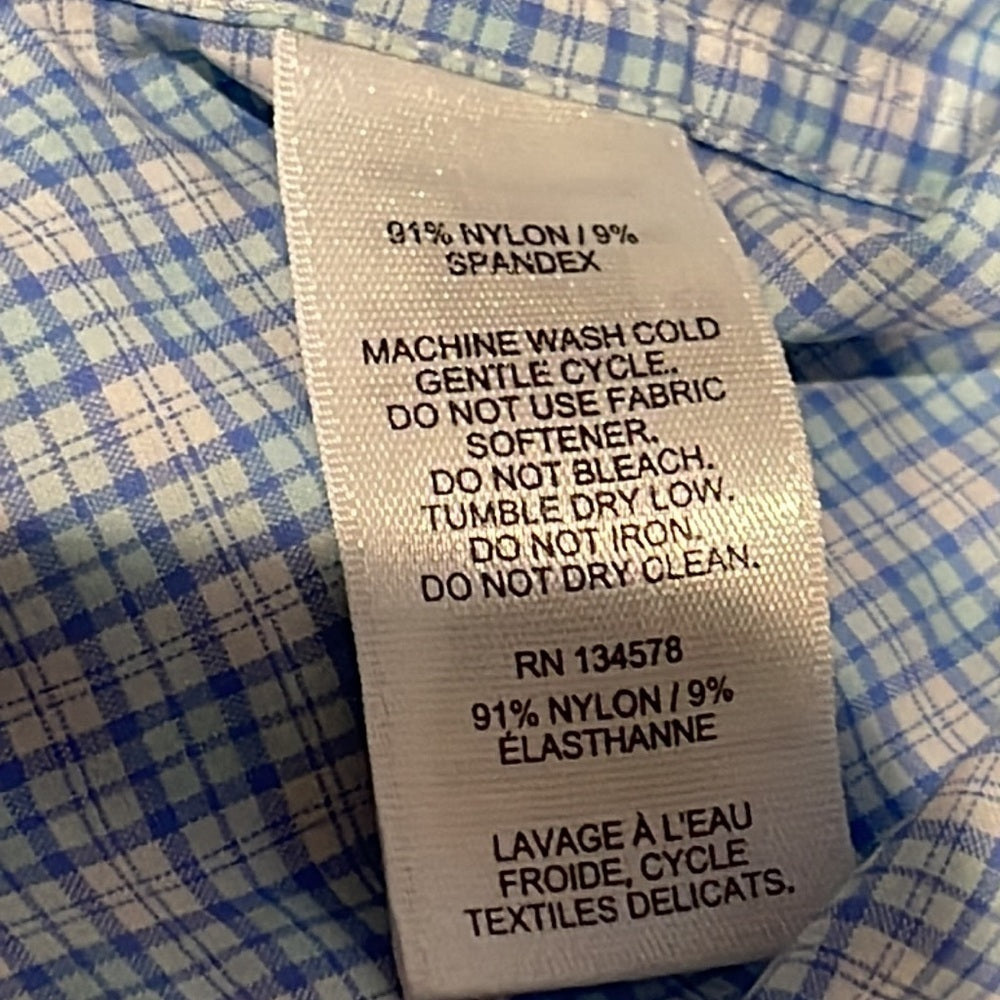 91% NYLON / 9%
SPANDEX
MACHINE WASH COLD
GENTLE CYCLE..
DO NOT USE FABRIC
SOFTENER.
DO NOT BLEACH.
TUMBLE DRY LOW.
DO NOT IRON.
DO NOT DRY CLEAN.
RN 134578
91% NYLON / 9%
ÉLASTHANNE
LAVAGE À L'EAU
FROIDE, CYCLE
TEXTILES DELICATS.